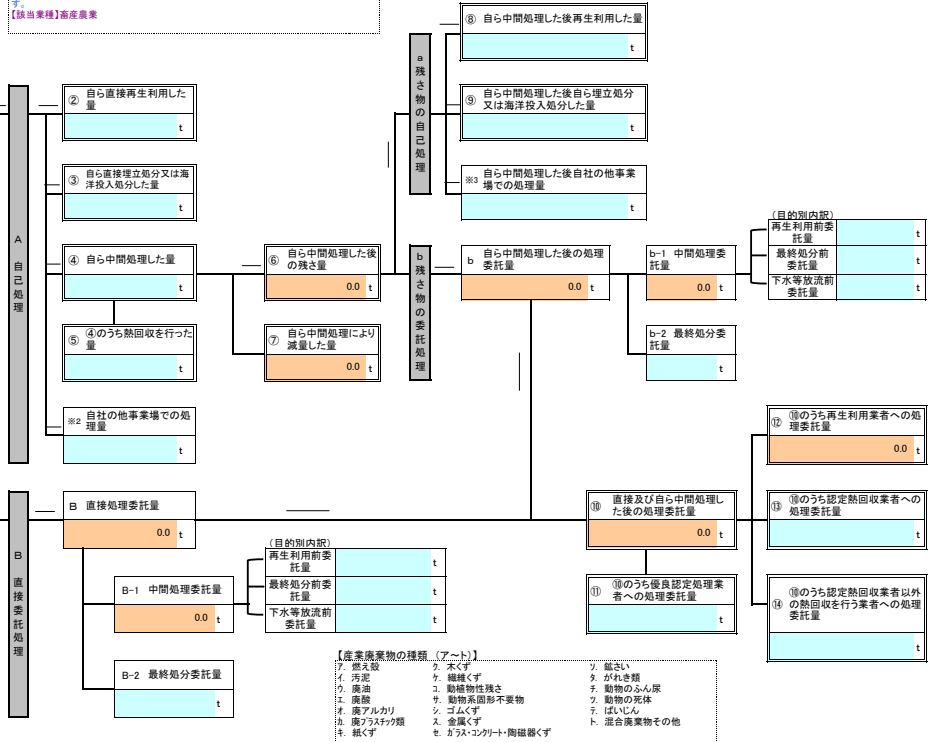 す。
【該当業種】畜産農業
⑧ 自ら中間処理した後再生利用した量
t
a 残さ物の自己処理
② 自ら直接再生利用した
量
t
⑨ 自ら中間処理した後自ら埋立処分
又は海洋投入処分した量
t
③ 自ら直接埋立処分又は海
洋投入処分した量
t
※3 自ら中間処理した後自社の他事業
場での処理量
t
A 自己処理
④ 自ら中間処理した量
t
⑥ 自ら中間処理した後
の残さ量
0.0 t
b 残さ物の委託処理
b 自ら中間処理した後の処理
委託量
0.0 t
b-1 中間処理委
託量
0.0 t
(目的別内訳)
再生利用前委
託量
t
最終処分前
委託量
t
下水等放流前
委託量
t
⑤ ④のうち熱回収を行った
量
t
⑦ 自ら中間処理により
減量した量
0.0 t
b-2 最終処分委
託量
t
※2 自社の他事業場での処
理量
t
⑫ ⑩のうち再生利用業者への処
理委託量
0.0 t
B 直接委託処理
B 直接処理委託量
0.0 t
⑩ 直接及び自ら中間処理し
た後の処理委託量
0.0 t
⑬ ⑩のうち認定熱回収業者への
処理委託量
t
(目的別内訳)
再生利用前委
託量
t
最終処分前委
託量
t
下水等放流前
委託量
t
B-1 中間処理委託量
0.0 t
⑪ ⑩のうち優良認定処理業
者への処理委託量
t
⑭ ⑩のうち認定熱回収業者以外
の熱回収を行う業者への処理
委託量
t
B-2 最終処分委託量
t
【産業廃棄物の種類 (ア～ト)】
ア. 燃え殻 ク. 木くず ソ. 鉱さい
イ. 汚泥 ケ. 繊維くず タ. がれき類
ウ. 廃油 コ. 動植物性残さ チ. 動物のふん尿
エ. 廃酸 サ. 動物系固形不要物 ツ. 動物の死体
オ. 廃アルカリ シ. ゴムくず テ. ばいじん
カ. 廃プラスチック類 ス. 金属くず ト. 混合廃棄物その他
キ. 紙くず セ. ガラス・コンクリート・陶磁器くず